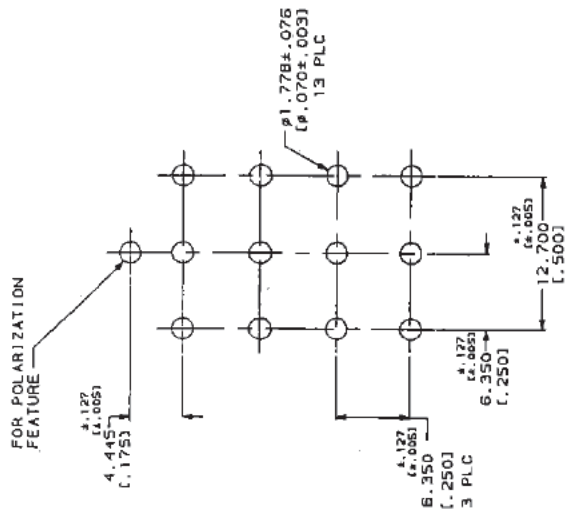 FOR POLARIZATION
FEATURE
±.127
[±.005]
4.445
[.175]
ø1.778±.076
[ø.070±.003]
13 PLC
±.127
[±.005]
6.350
[.250]
3 PLC
±.127
[±.005]
6.350
[.250]
±.127
[±.005]
12.700
[.500]